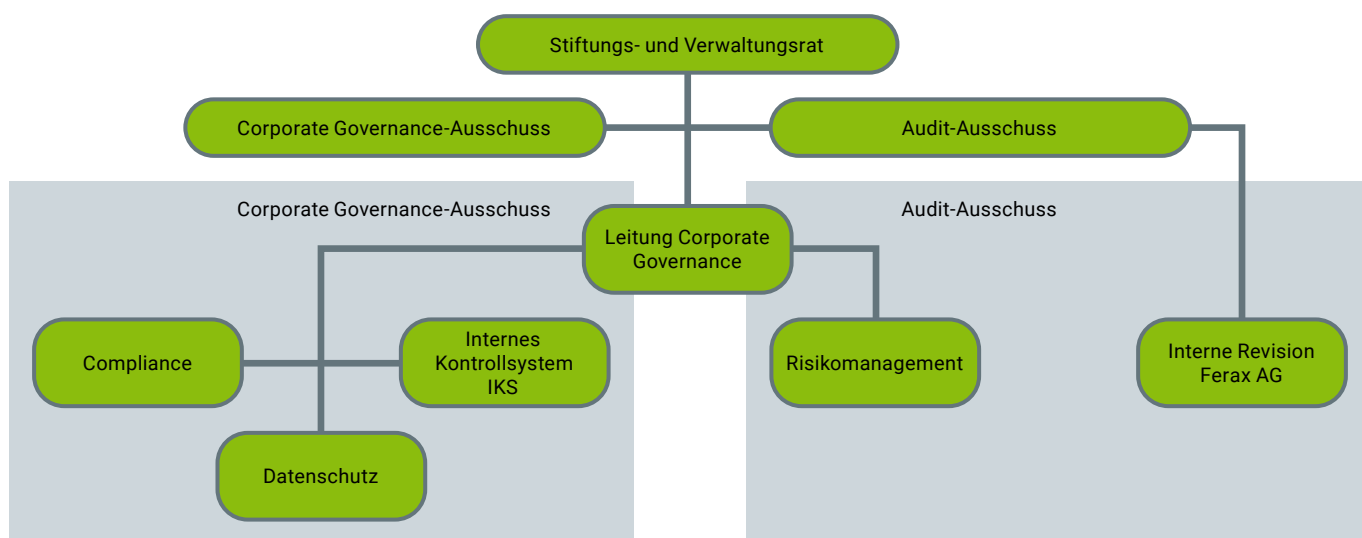 Stiftungs- und Verwaltungsrat
Corporate Governance-Ausschuss
Audit-Ausschuss
Corporate Governance-Ausschuss
Audit-Ausschuss
Leitung Corporate
Governance
Compliance
Internes
Kontrollsystem
IKS
Risikomanagement
Interne Revision
Ferax AG
Datenschutz